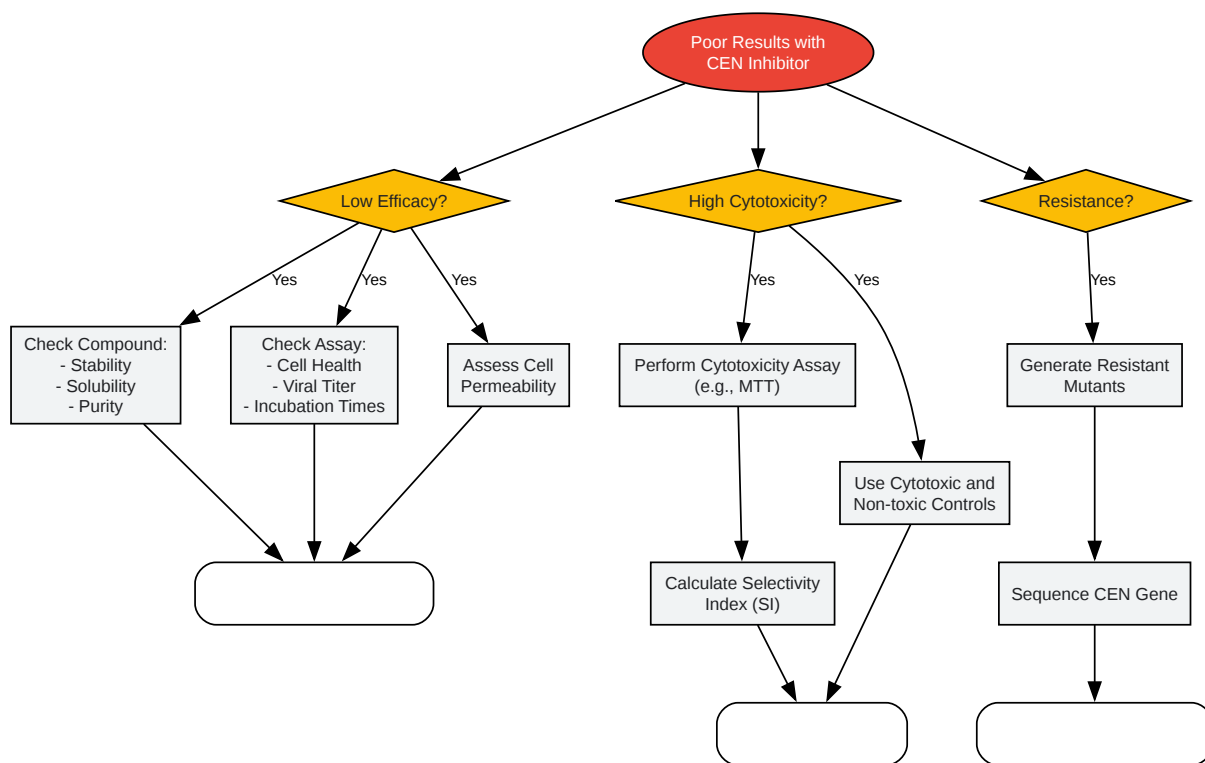 Poor Results with
CEN Inhibitor
Low Efficacy?
High Cytotoxicity?
Resistance?
Yes
Yes
Yes
Yes
Yes
Yes
Check Compound:
- Stability
- Solubility
- Purity
Check Assay:
- Cell Health
- Viral Titer
- Incubation Times
Assess Cell
Permeability
Perform Cytotoxicity Assay
(e.g., MTT)
Generate Resistant
Mutants
Use Cytotoxic and
Non-toxic Controls
Calculate Selectivity
Index (SI)
Sequence CEN Gene